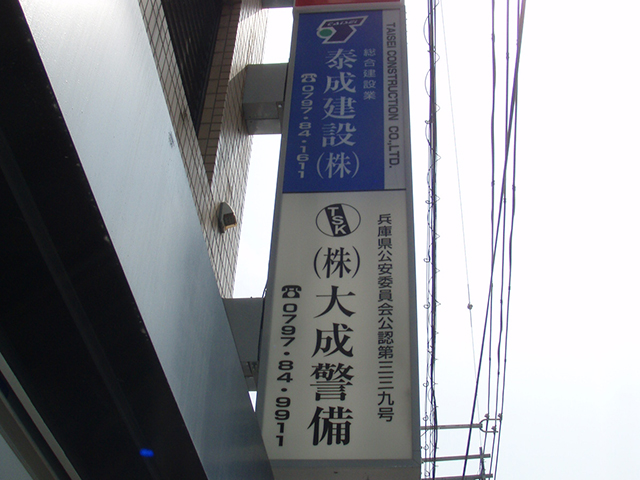 TAISEI CONSTRUCTION CO.,LTD.
総合建設業
泰成建設㈱
☎0797・84・1611
TSK
兵庫県公安委員会公認第三三九号
㈱大成警備
☎0797・84・9911